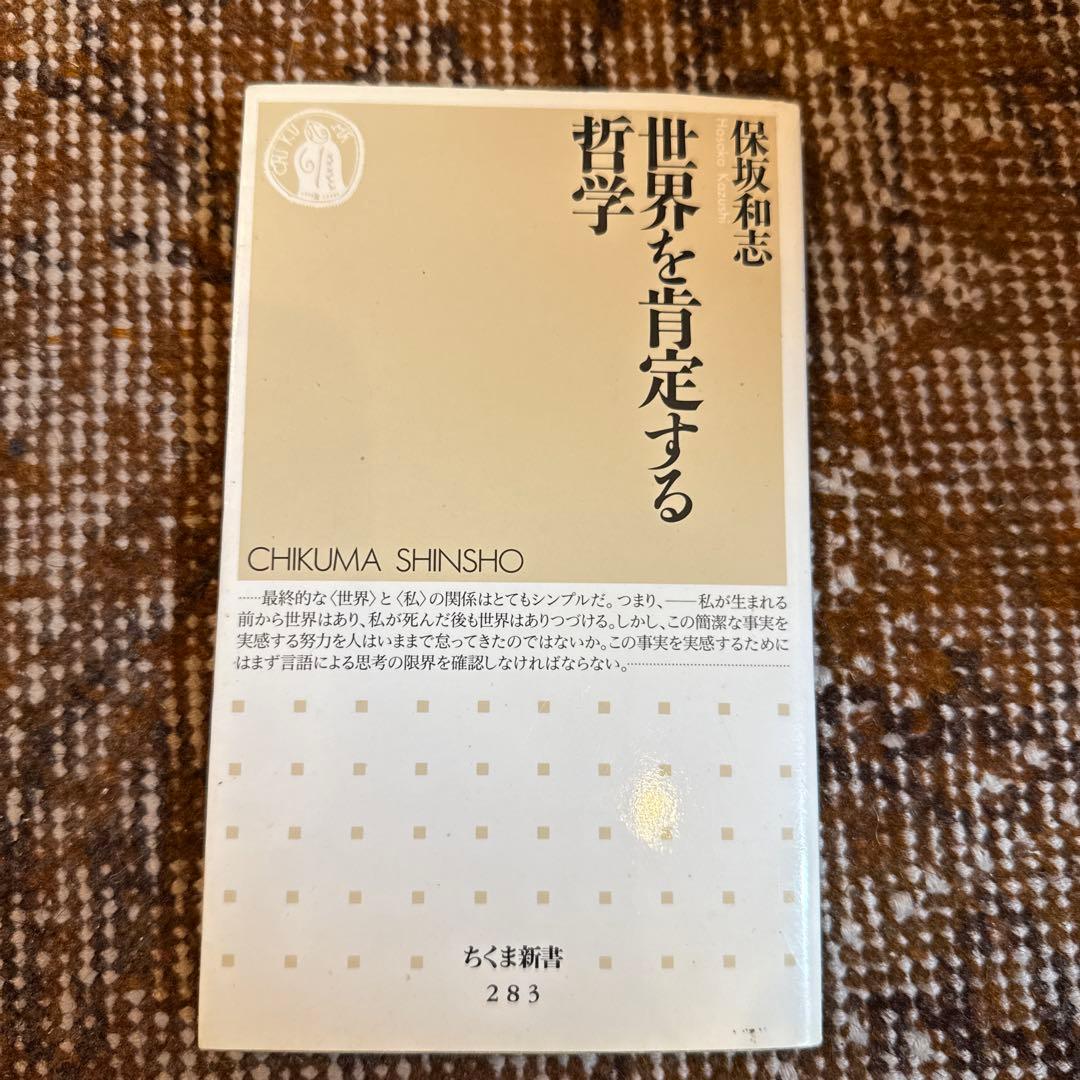 保坂和志
Hosaka Kazushi
世界を肯定する
哲学
CHIKUMA
CHIKUMA SHINSHO
……最終的な〈世界〉と〈私〉の関係はとてもシンプルだ。つまり、──私が生まれる
前から世界はあり、私が死んだ後も世界はありつづける。しかし、この簡潔な事実を
実感する努力を人はいままで怠ってきたのではないか。この事実を実感するために
はまず言語による思考の限界を確認しなければならない。……………………
ちくま新書
283